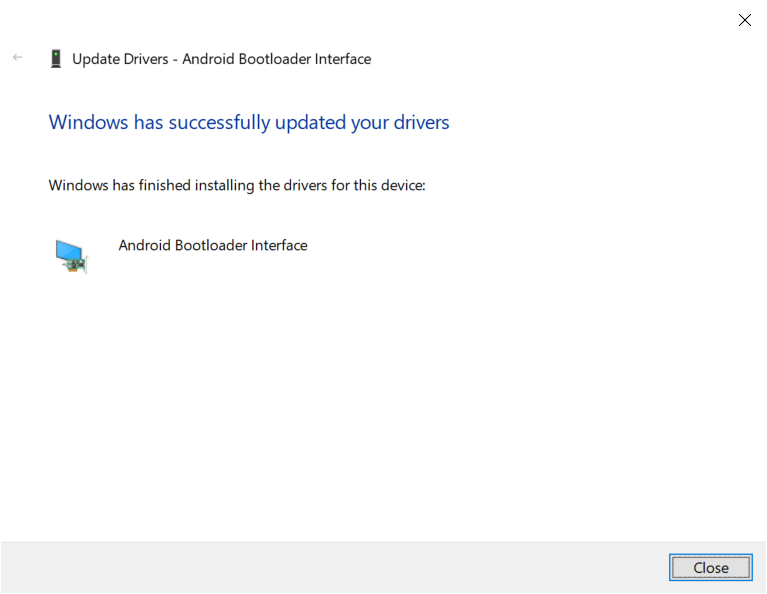 Update Drivers - Android Bootloader Interface
Windows has successfully updated your drivers
Windows has finished installing the drivers for this device:
Android Bootloader Interface
Close